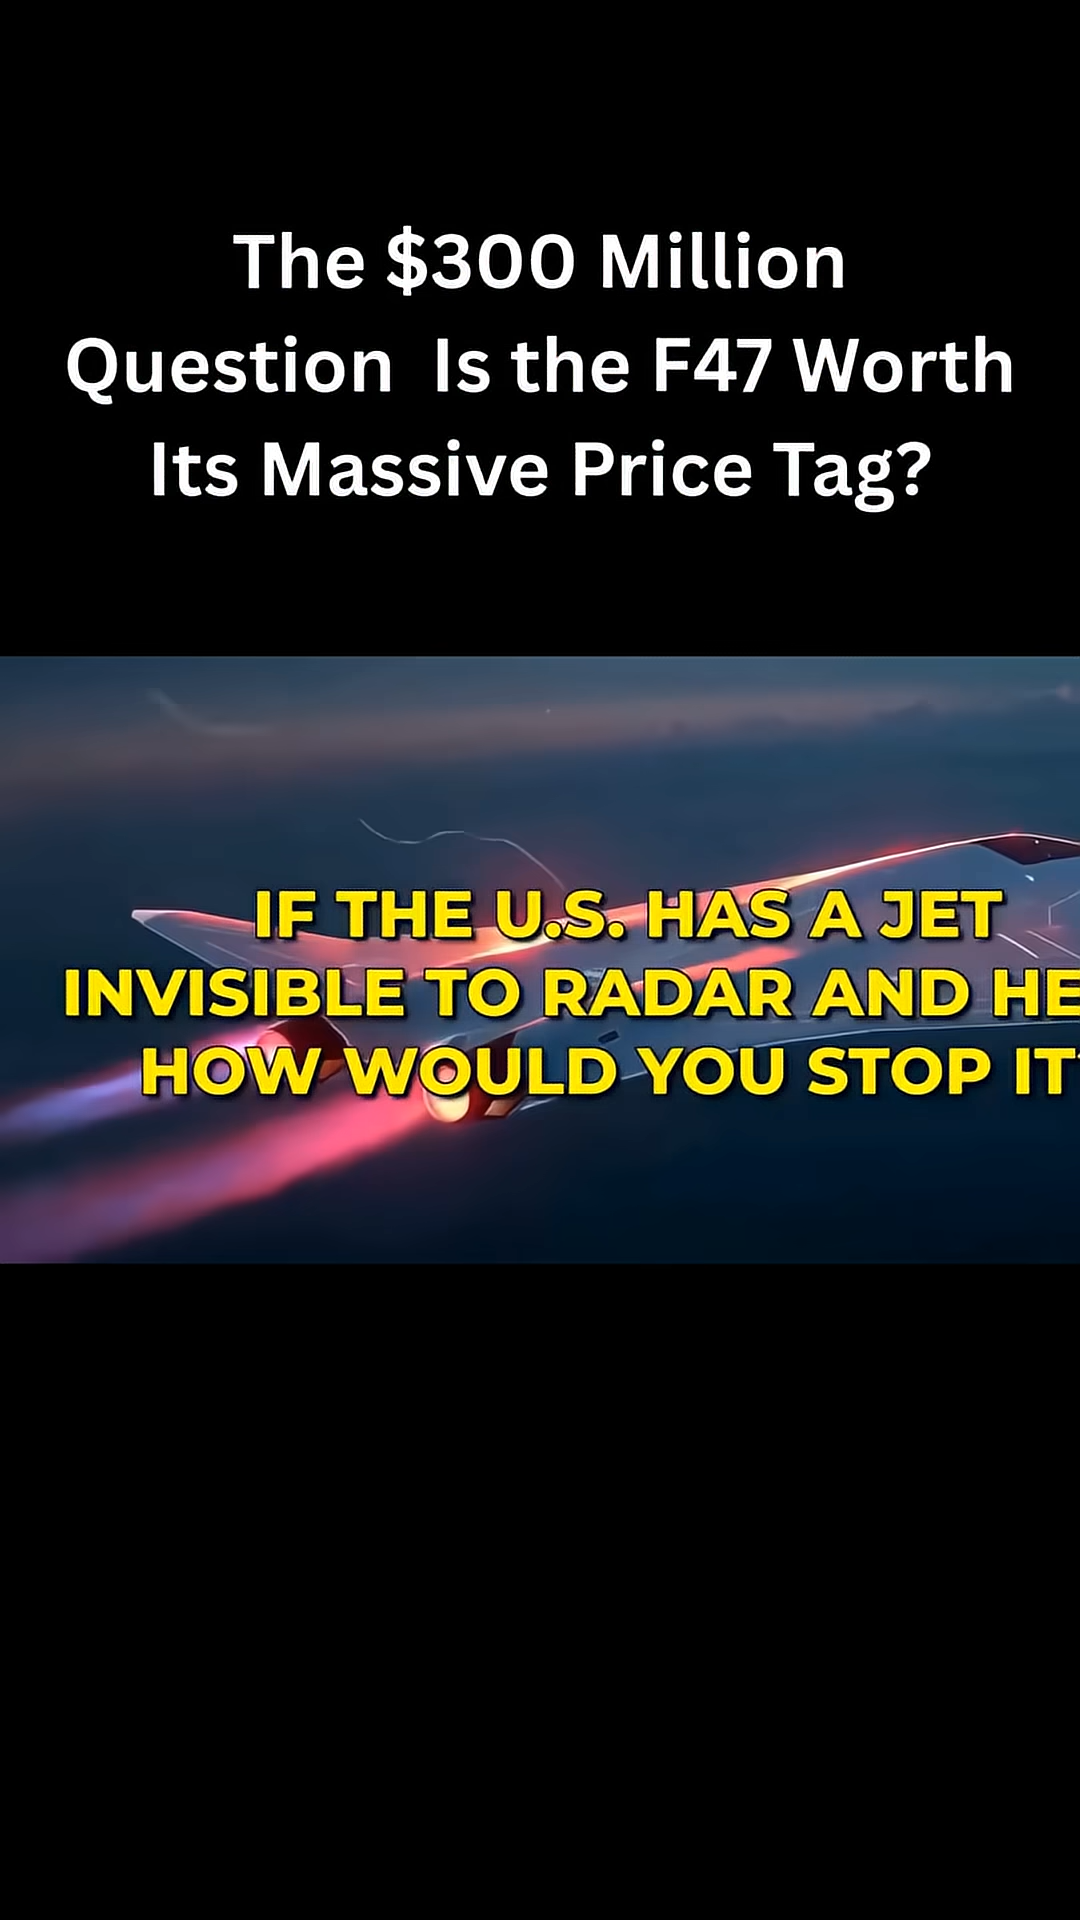 The $300 Million
Question  Is the F47 Worth
Its Massive Price Tag?
IF THE U.S. HAS A JET
INVISIBLE TO RADAR AND
HOW WOULD YOU STOP IT